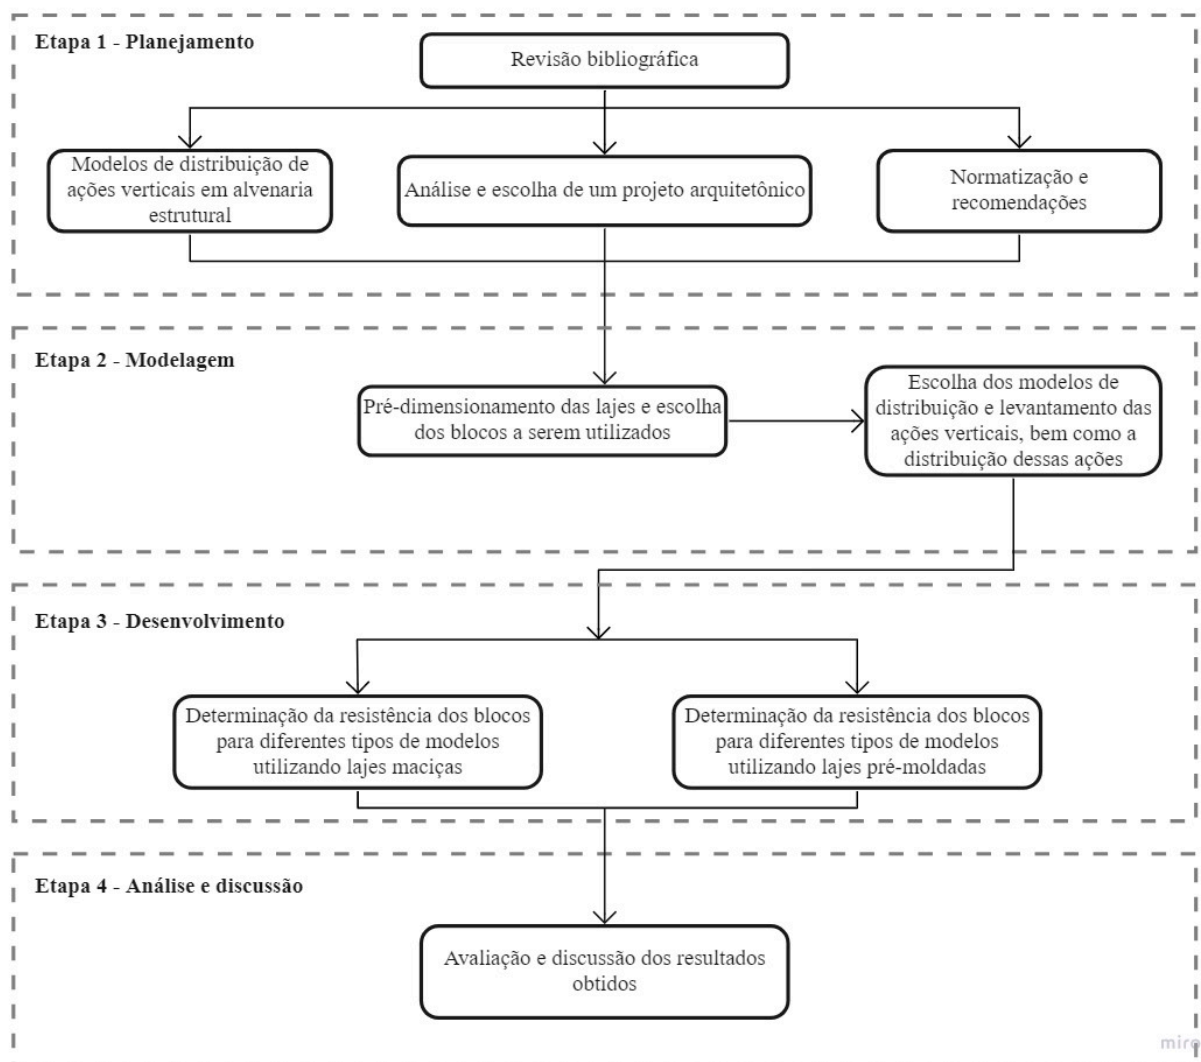 Etapa 1 - Planejamento
Revisão bibliográfica
Modelos de distribuição de
ações verticais em alvenaria
estrutural
Análise e escolha de um projeto arquitetônico
Normatização e
recomendações
Etapa 2 - Modelagem
Pré-dimensionamento das lajes e escolha
dos blocos a serem utilizados
Escolha dos modelos de
distribuição e levantamento das
ações verticais, bem como a
distribuição dessas ações
Etapa 3 - Desenvolvimento
Determinação da resistência dos blocos
para diferentes tipos de modelos
utilizando lajes maciças
Determinação da resistência dos blocos
para diferentes tipos de modelos
utilizando lajes pré-moldadas
Etapa 4 - Análise e discussão
Avaliação e discussão dos resultados
obtidos
miro